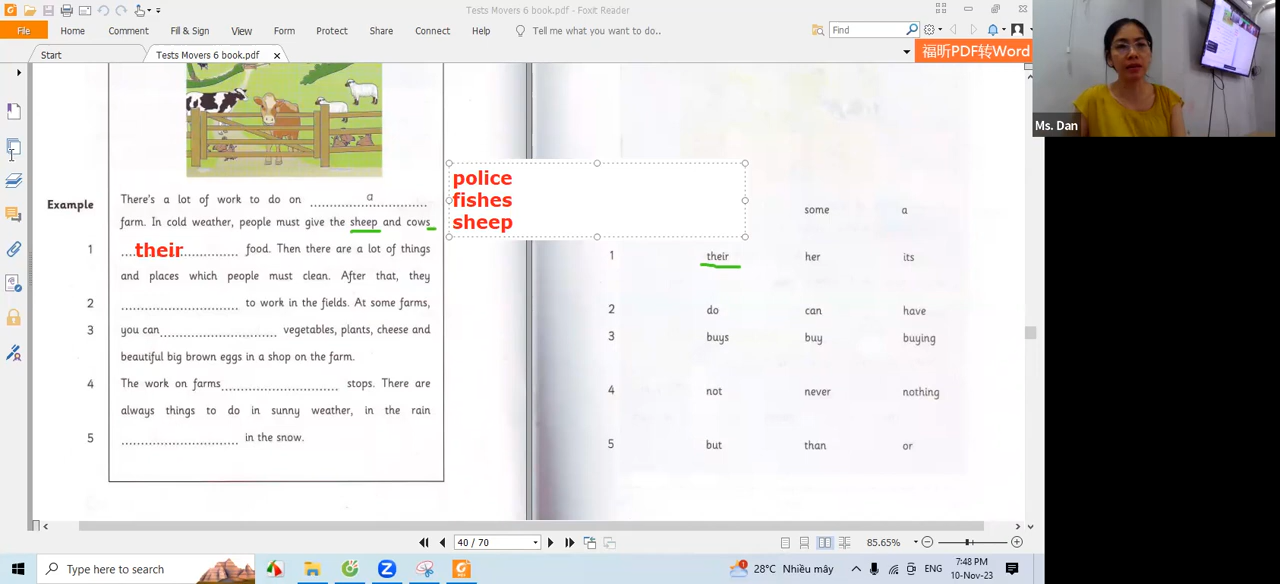 Tests Movers 6 book.pdf - Foxit Reader
File Home Comment Fill & Sign View Form Protect Share Connect Help Tell me what you want to do.. Find
Start Tests Movers 6 book.pdf
福昕PDF转Word
Ms. Dan
Example There's a lot of work to do on ........a........
farm. In cold weather, people must give the sheep and cows
1 ....their........ food. Then there are a lot of things
and places which people must clean. After that, they
2 ............................ to work in the fields. At some farms,
3 you can............................ vegetables, plants, cheese and
beautiful big brown eggs in a shop on the farm.
4 The work on farms............................ stops. There are
always things to do in sunny weather, in the rain
5 ............................ in the snow.
police
fishes
sheep
some a
1 their her its
2 do can have
3 buys buy buying
4 not never nothing
5 but than or
40 / 70
85.65%
Type here to search
28°C Nhiều mây
ENG
7:48 PM
10-Nov-23